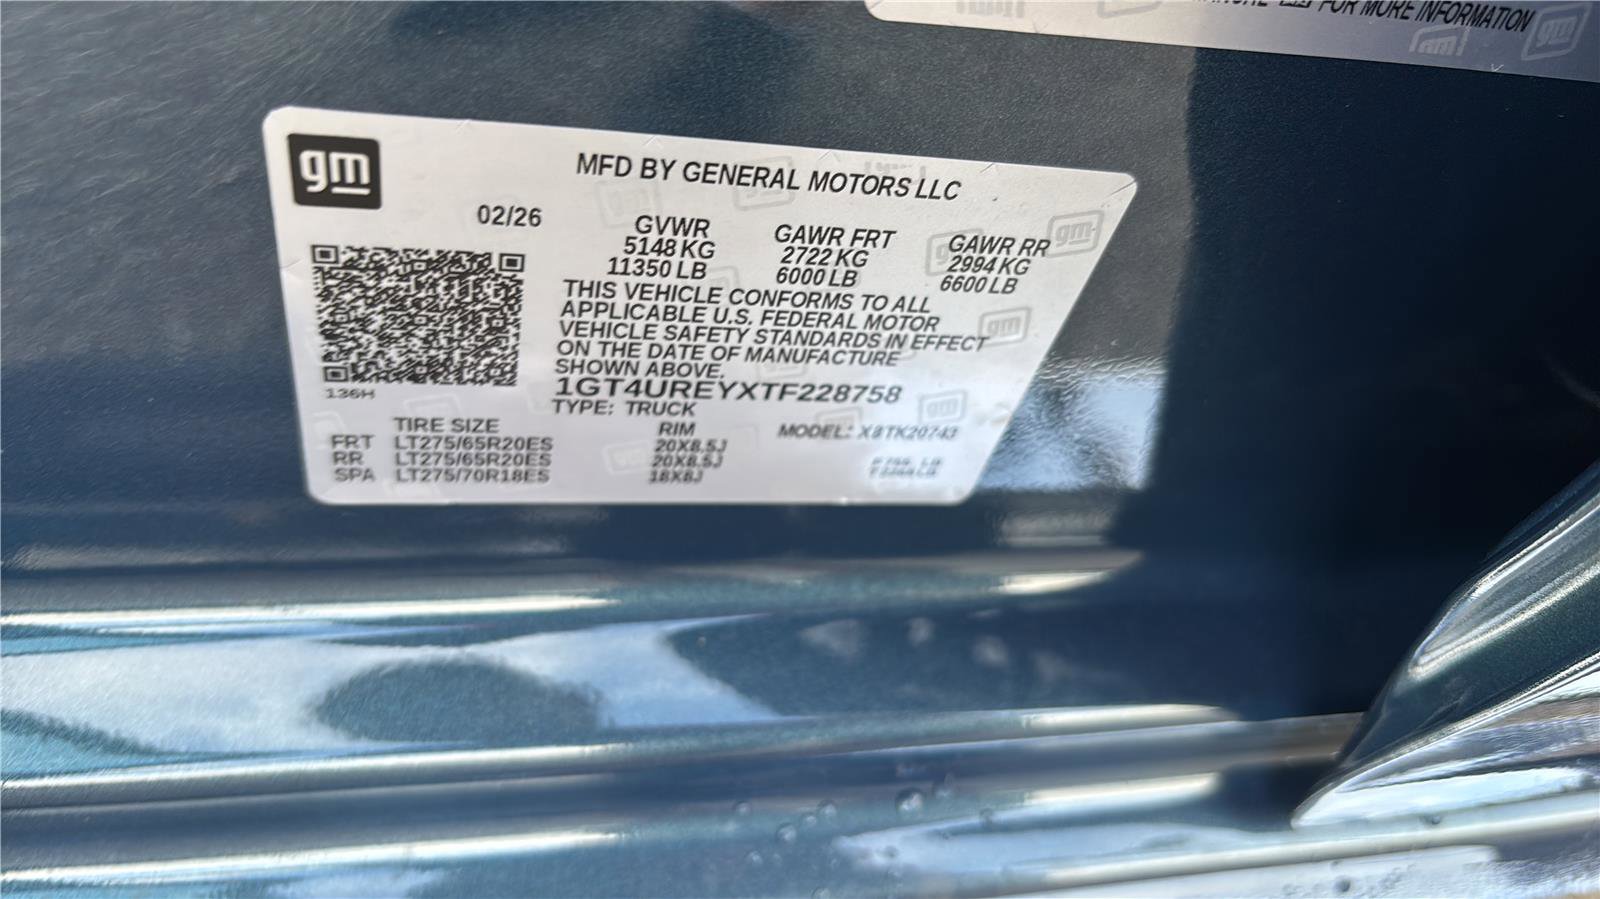 FOR MORE INFORMATION
gm
MFD BY GENERAL MOTORS LLC
02/26
GVWR GAWR FRT GAWR RR
5148 KG 2722 KG 2994 KG
11350 LB 6000 LB 6600 LB
THIS VEHICLE CONFORMS TO ALL
APPLICABLE U.S. FEDERAL MOTOR
VEHICLE SAFETY STANDARDS IN EFFECT
ON THE DATE OF MANUFACTURE
SHOWN ABOVE.
1GT4UREYXTF228758
136H
TYPE: TRUCK
TIRE SIZE RIM MODEL: X8TK20743
FRT LT275/65R20ES 20X8.5J
RR LT275/65R20ES 20X8.5J
SPA LT275/70R18ES 18X8J